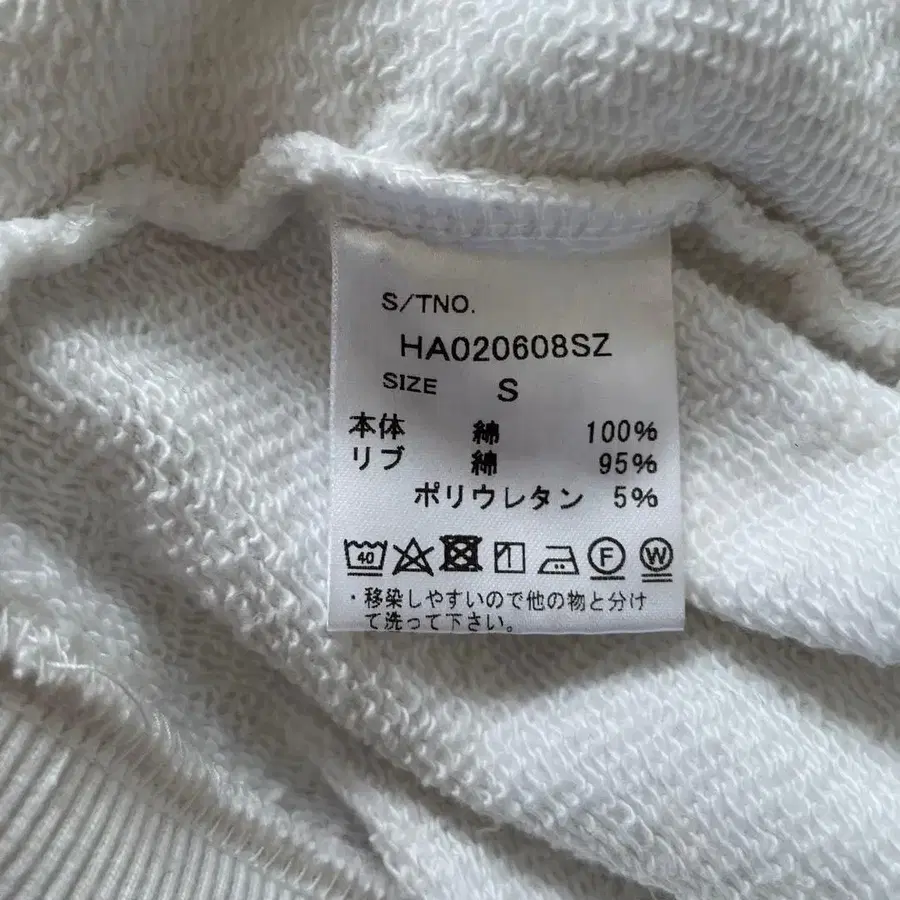 S/TNO.
HA020608SZ
SIZE S
本体 綿 100%
リブ 綿 95%
ポリウレタン 5%
40 F W
・移染しやすいので他の物と分け
て洗って下さい。